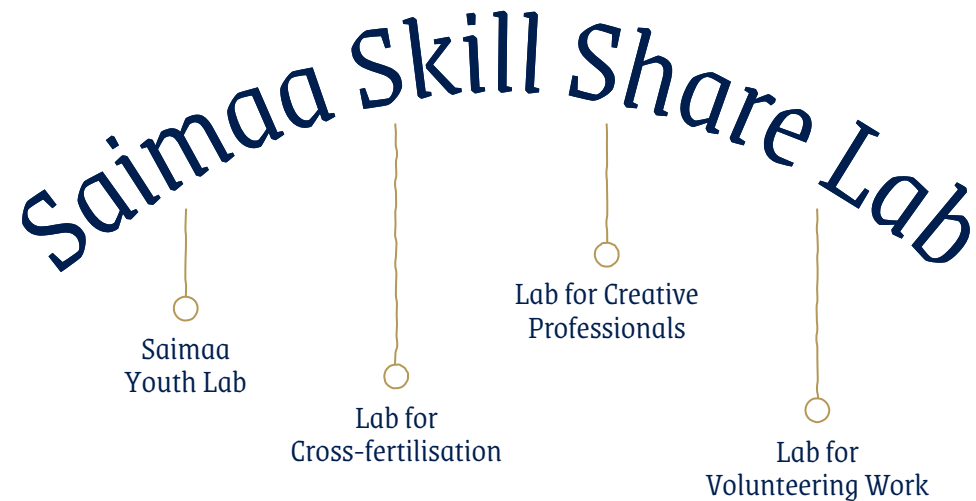 Saimaa Skill Share Lab
Saimaa
Youth Lab
Lab for
Cross-fertilisation
Lab for Creative
Professionals
Lab for
Volunteering Work